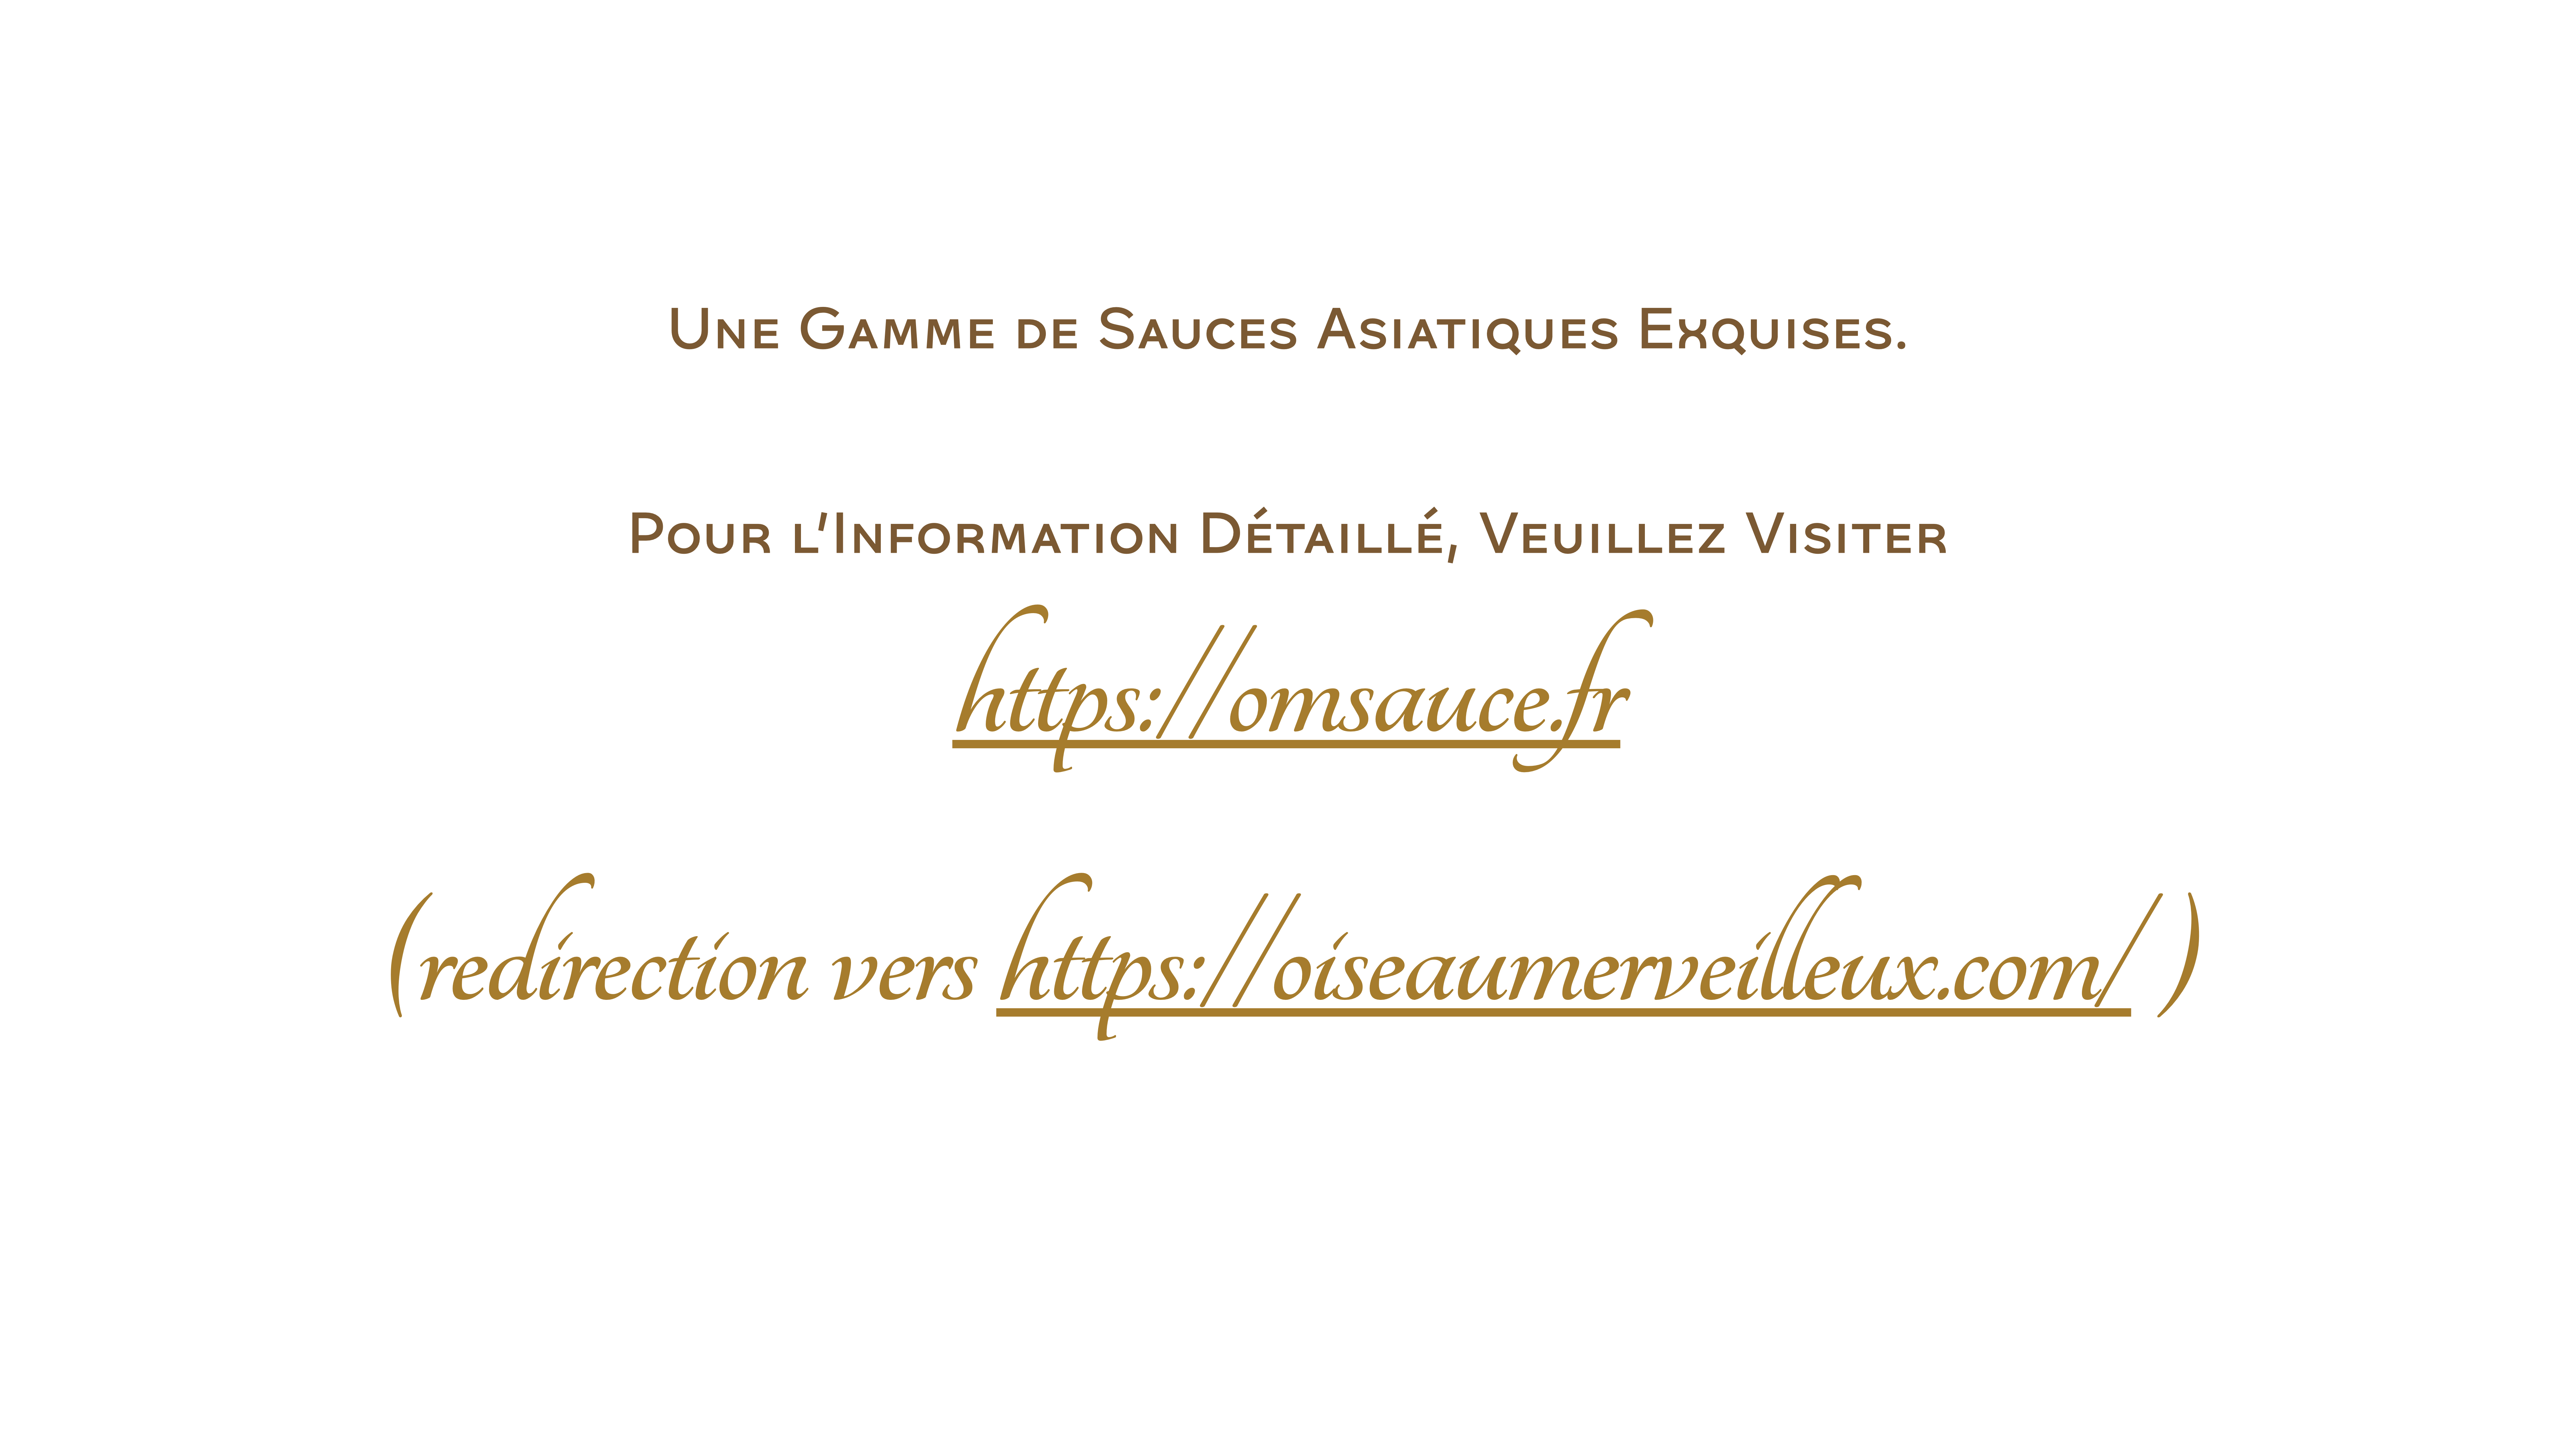 Une Gamme de Sauces Asiatiques Exquises.
Pour l'Information Détaillé, Veuillez Visiter
https://omsauce.fr
(redirection vers https://oiseaumerveilleux.com/ )